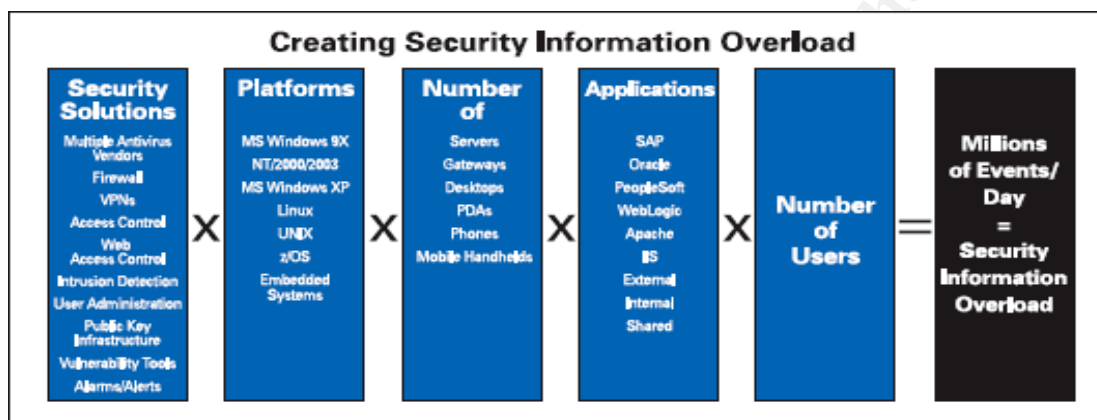 Creating Security Information Overload
Security
Solutions
Multiple Antivirus
Vendors
Firewall
VPNs
Access Control
Web
Access Control
Intrusion Detection
User Administration
Public Key
Infrastructure
Vulnerability Tools
Alarms/Alerts
X
Platforms
MS Windows 9X
NT/2000/2003
MS Windows XP
Linux
UNIX
z/OS
Embedded
Systems
X
Number
of
Servers
Gateways
Desktops
PDAs
Phones
Mobile Handhelds
X
Applications
SAP
Oracle
PeopleSoft
WebLogic
Apache
IIS
External
Internal
Shared
X
Number
of
Users
=
Millions
of Events/
Day
=
Security
Information
Overload